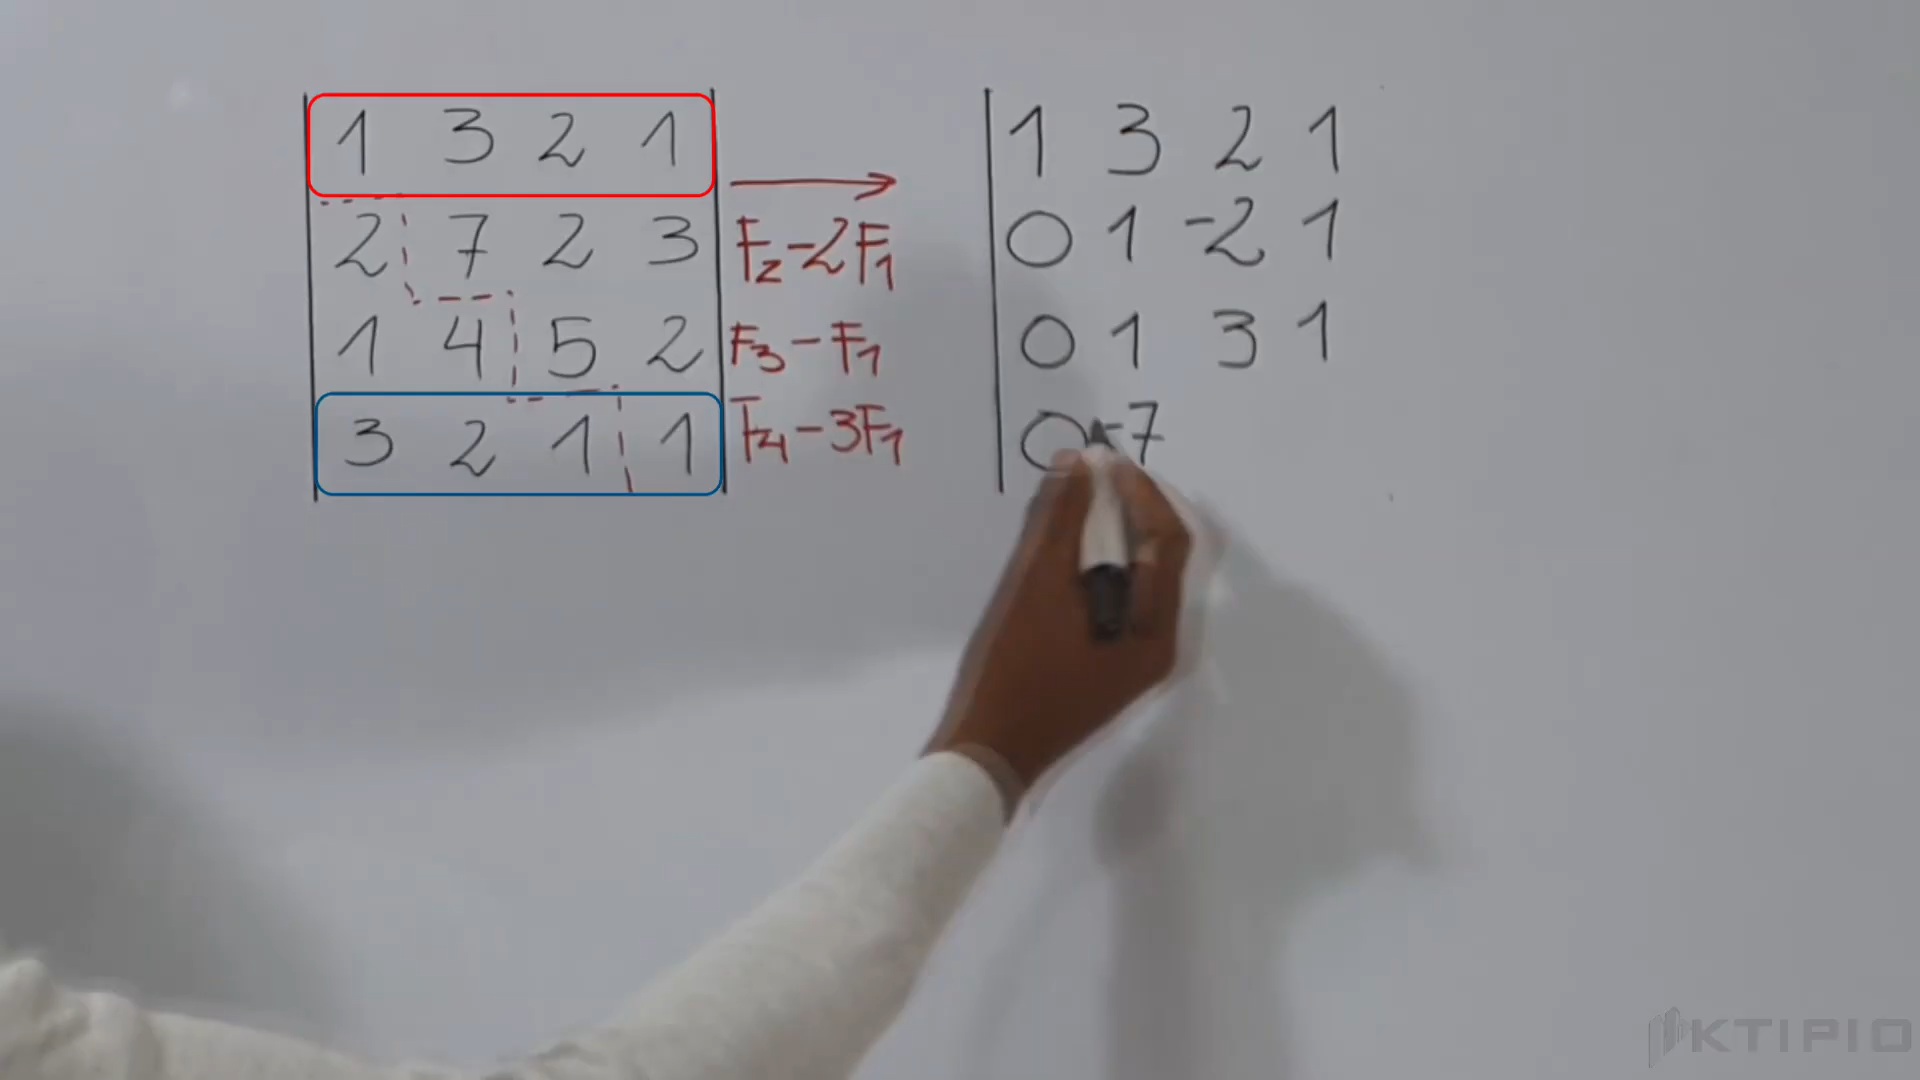 1 3 2 1
2 7 2 3
1 4 5 2
3 2 1 1
F2-2F1
F3-F1
F4-3F1
1 3 2 1
0 1 -2 1
0 1 3 1
0 -7
KTIPIO